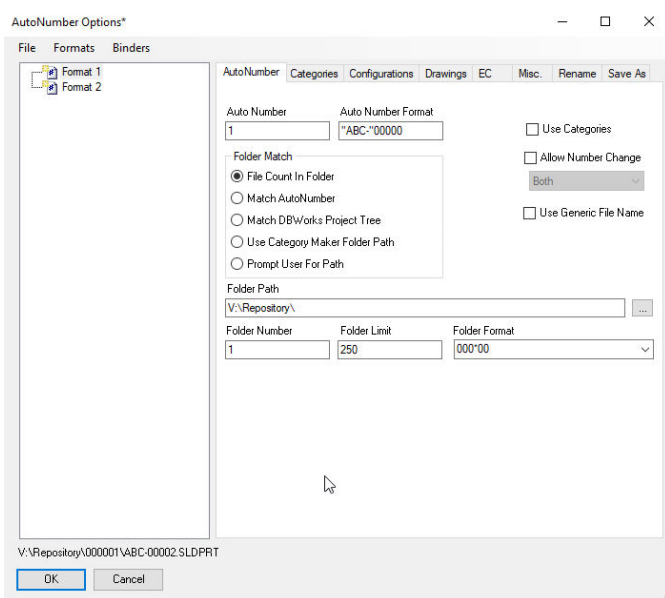 AutoNumber Options*
File Formats Binders
Format 1
Format 2
AutoNumber Categories Configurations Drawings EC Misc. Rename Save As
Auto Number Auto Number Format
1 "ABC-"00000
Use Categories
Folder Match
Allow Number Change
File Count In Folder
Both
Match AutoNumber
Match DBWorks Project Tree
Use Generic File Name
Use Category Maker Folder Path
Prompt User For Path
Folder Path
V:\Repository\
...
Folder Number Folder Limit Folder Format
1 250 000*00
V:\Repository\000001\ABC-00002.SLDPRT
OK Cancel